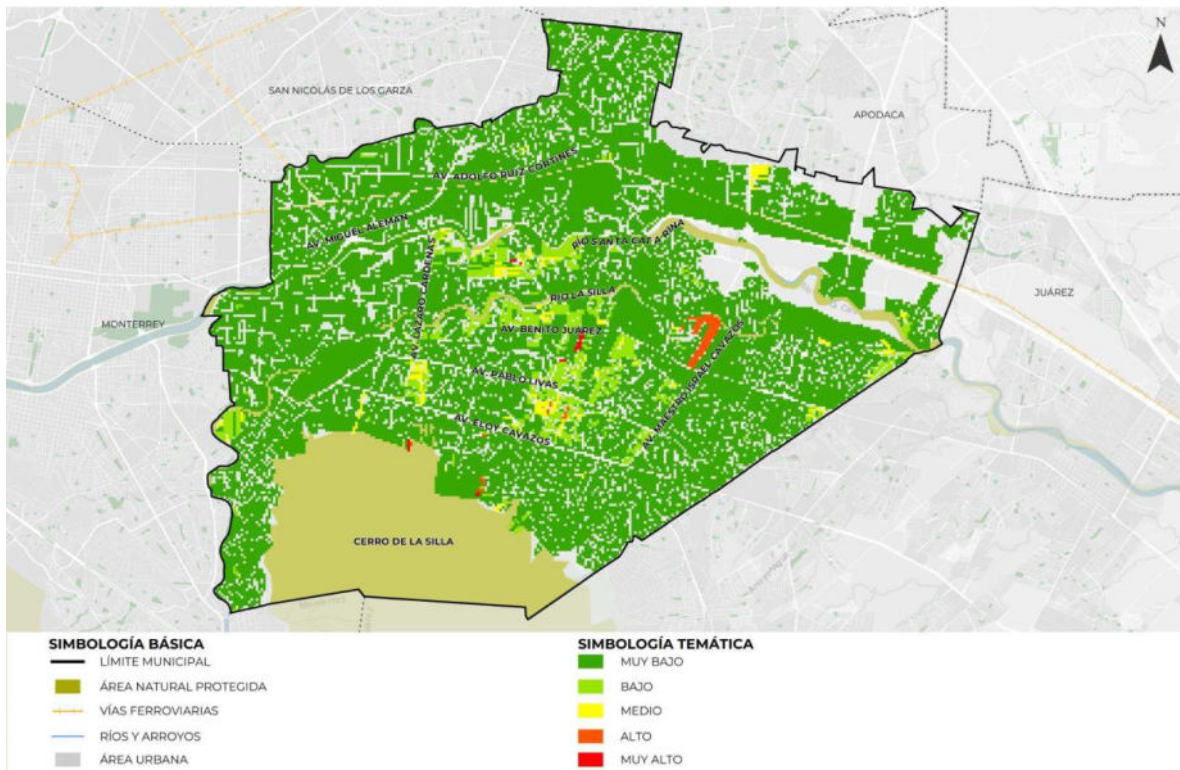 N
SAN NICOLÁS DE LOS GARZA
APODACA
AV. ADOLFO RUIZ CORTINES
AV. MIGUEL ALEMÁN
RÍO SANTA CATARINA
AV. LÁZARO CÁRDENAS
RÍO LA SILLA
JUÁREZ
MONTERREY
AV. BENITO JUÁREZ
AV. PABLO LIVAS
AV. MAESTRO ISRAEL CAVAZOS
AV. ELOY CAVAZOS
CERRO DE LA SILLA
SIMBOLOGÍA BÁSICA
LÍMITE MUNICIPAL
ÁREA NATURAL PROTEGIDA
VÍAS FERROVIARIAS
RÍOS Y ARROYOS
ÁREA URBANA
SIMBOLOGÍA TEMÁTICA
MUY BAJO
BAJO
MEDIO
ALTO
MUY ALTO